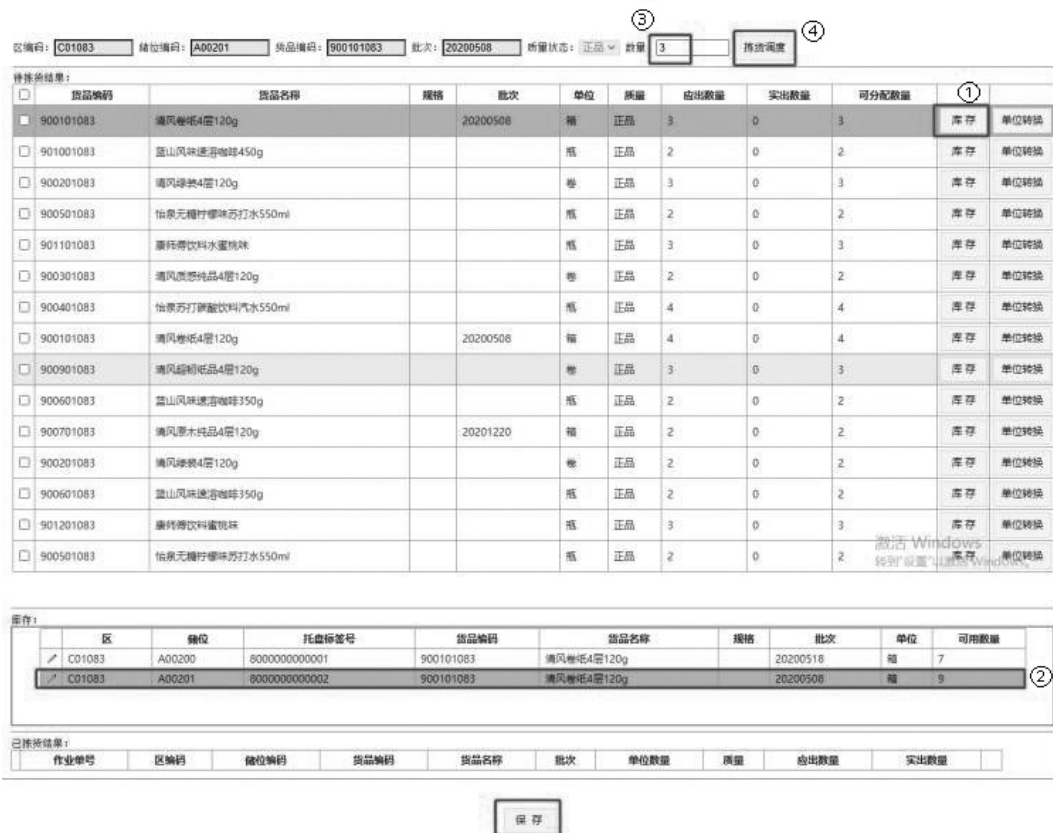 ③
④
区编码： C01083 储位编码： A00201 货品编码： 900101083 批次： 20200508 质量状态： 正品 数量 3 拣货调度
待拣货结果：
货品编码 货品名称 规格 批次 单位 质量 应出数量 实出数量 可分配数量 ①
900101083 清风卷纸4层120g 20200508 箱 正品 3 0 3 库存 单位转换
901001083 蓝山风味速溶咖啡450g 瓶 正品 2 0 2 库存 单位转换
900201083 清风绿装4层120g 卷 正品 3 0 3 库存 单位转换
900501083 怡泉无糖柠檬味苏打水550ml 瓶 正品 2 0 2 库存 单位转换
901101083 康师傅饮料水蜜桃味 瓶 正品 3 0 3 库存 单位转换
900301083 清风质感纯品4层120g 卷 正品 2 0 2 库存 单位转换
900401083 怡泉苏打碳酸饮料汽水550ml 瓶 正品 4 0 4 库存 单位转换
900101083 清风卷纸4层120g 20200508 箱 正品 4 0 4 库存 单位转换
900901083 清风超韧纸品4层120g 卷 正品 3 0 3 库存 单位转换
900601083 蓝山风味速溶咖啡350g 瓶 正品 2 0 2 库存 单位转换
900701083 清风原木纯品4层120g 20201220 箱 正品 2 0 2 库存 单位转换
900201083 清风绿装4层120g 卷 正品 2 0 2 库存 单位转换
900601083 蓝山风味速溶咖啡350g 瓶 正品 2 0 2 库存 单位转换
901201083 康师傅饮料蜜桃味 瓶 正品 3 0 3 库存 单位转换
900501083 怡泉无糖柠檬味苏打水550ml 瓶 正品 2 0 2 库存 单位转换
激活 Windows
转到"设置"以激活 Windows。
库存：
区 储位 托盘标签号 货品编码 货品名称 规格 批次 单位 可用数量
C01083 A00200 8000000000001 900101083 清风卷纸4层120g 20200518 箱 7
C01083 A00201 8000000000002 900101083 清风卷纸4层120g 20200508 箱 9 ②
已拣货结果：
作业单号 区编码 储位编码 货品编码 货品名称 批次 单位数量 质量 应出数量 实出数量
保存